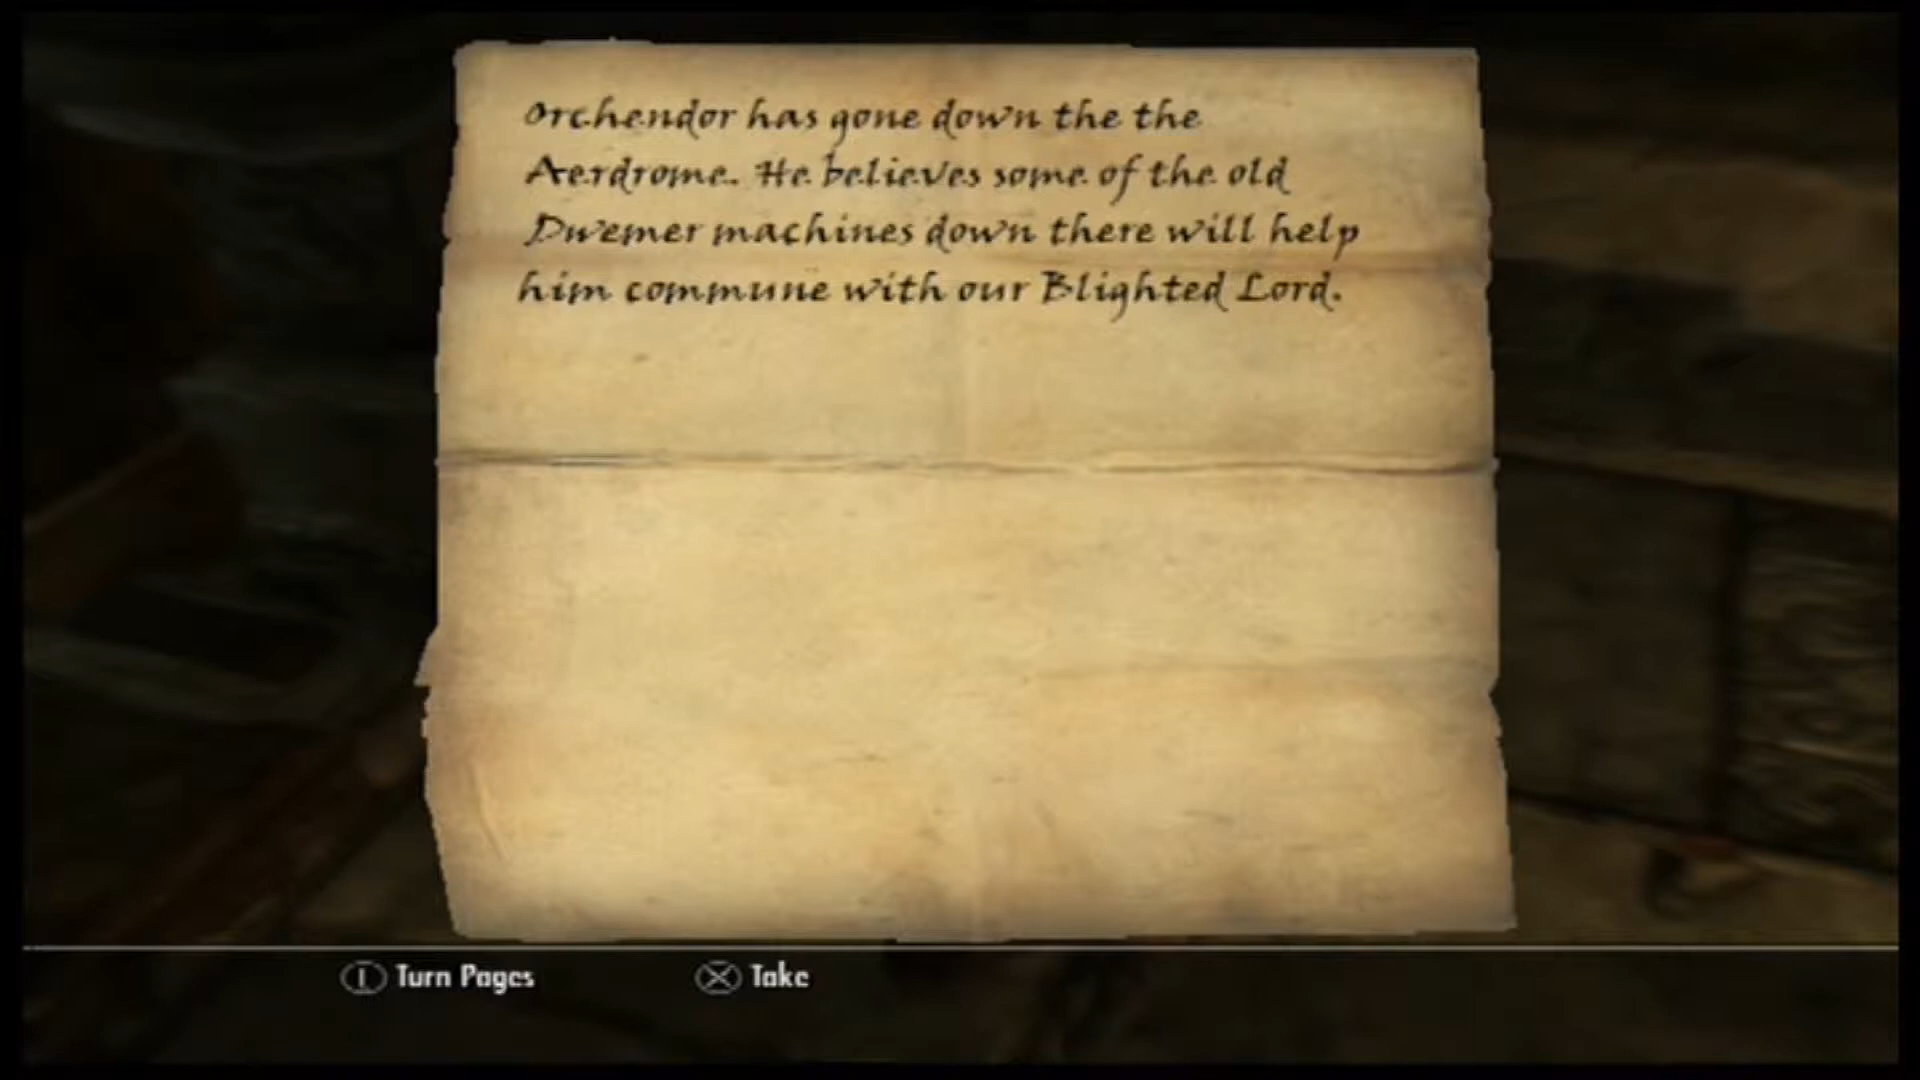 Orchendor has gone down the the
Aerdrome. He believes some of the old
Dwemer machines down there will help
him commune with our Blighted Lord.
L Turn Pages
X Take